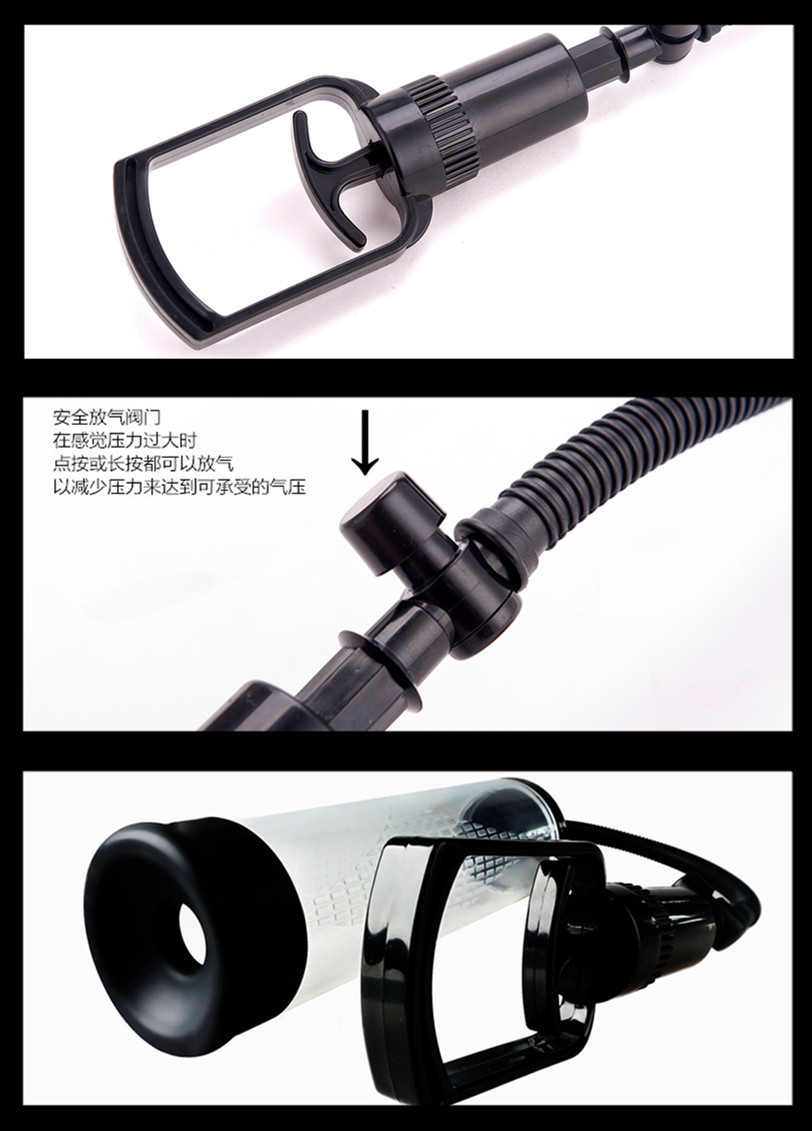 安全放气阀门
在感觉压力过大时
点按或长按都可以放气
以减少压力来达到可承受的气压